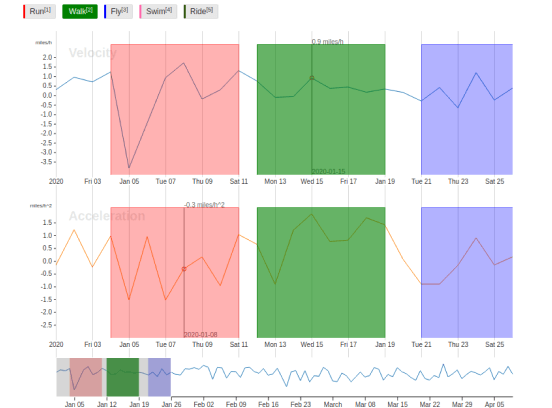 Run[1] Walk[2] Fly[3] Swim[4] Ride[5]
miles/h
Velocity
0.9 miles/h
2.0
1.5
1.0
0.5
0.0
-0.5
-1.0
-1.5
-2.0
-2.5
-3.0
-3.5
2020-01-15
2020 Fri 03 Jan 05 Tue 07 Thu 09 Sat 11 Mon 13 Wed 15 Fri 17 Jan 19 Tue 21 Thu 23 Sat 25
miles/h^2
Acceleration
-0.3 miles/h^2
1.5
1.0
0.5
0.0
-0.5
-1.0
-1.5
-2.0
-2.5
2020-01-08
2020 Fri 03 Jan 05 Tue 07 Thu 09 Sat 11 Mon 13 Wed 15 Fri 17 Jan 19 Tue 21 Thu 23 Sat 25
Jan 05 Jan 12 Jan 19 Jan 26 Feb 02 Feb 09 Feb 16 Feb 23 March Mar 08 Mar 15 Mar 22 Mar 29 Apr 05